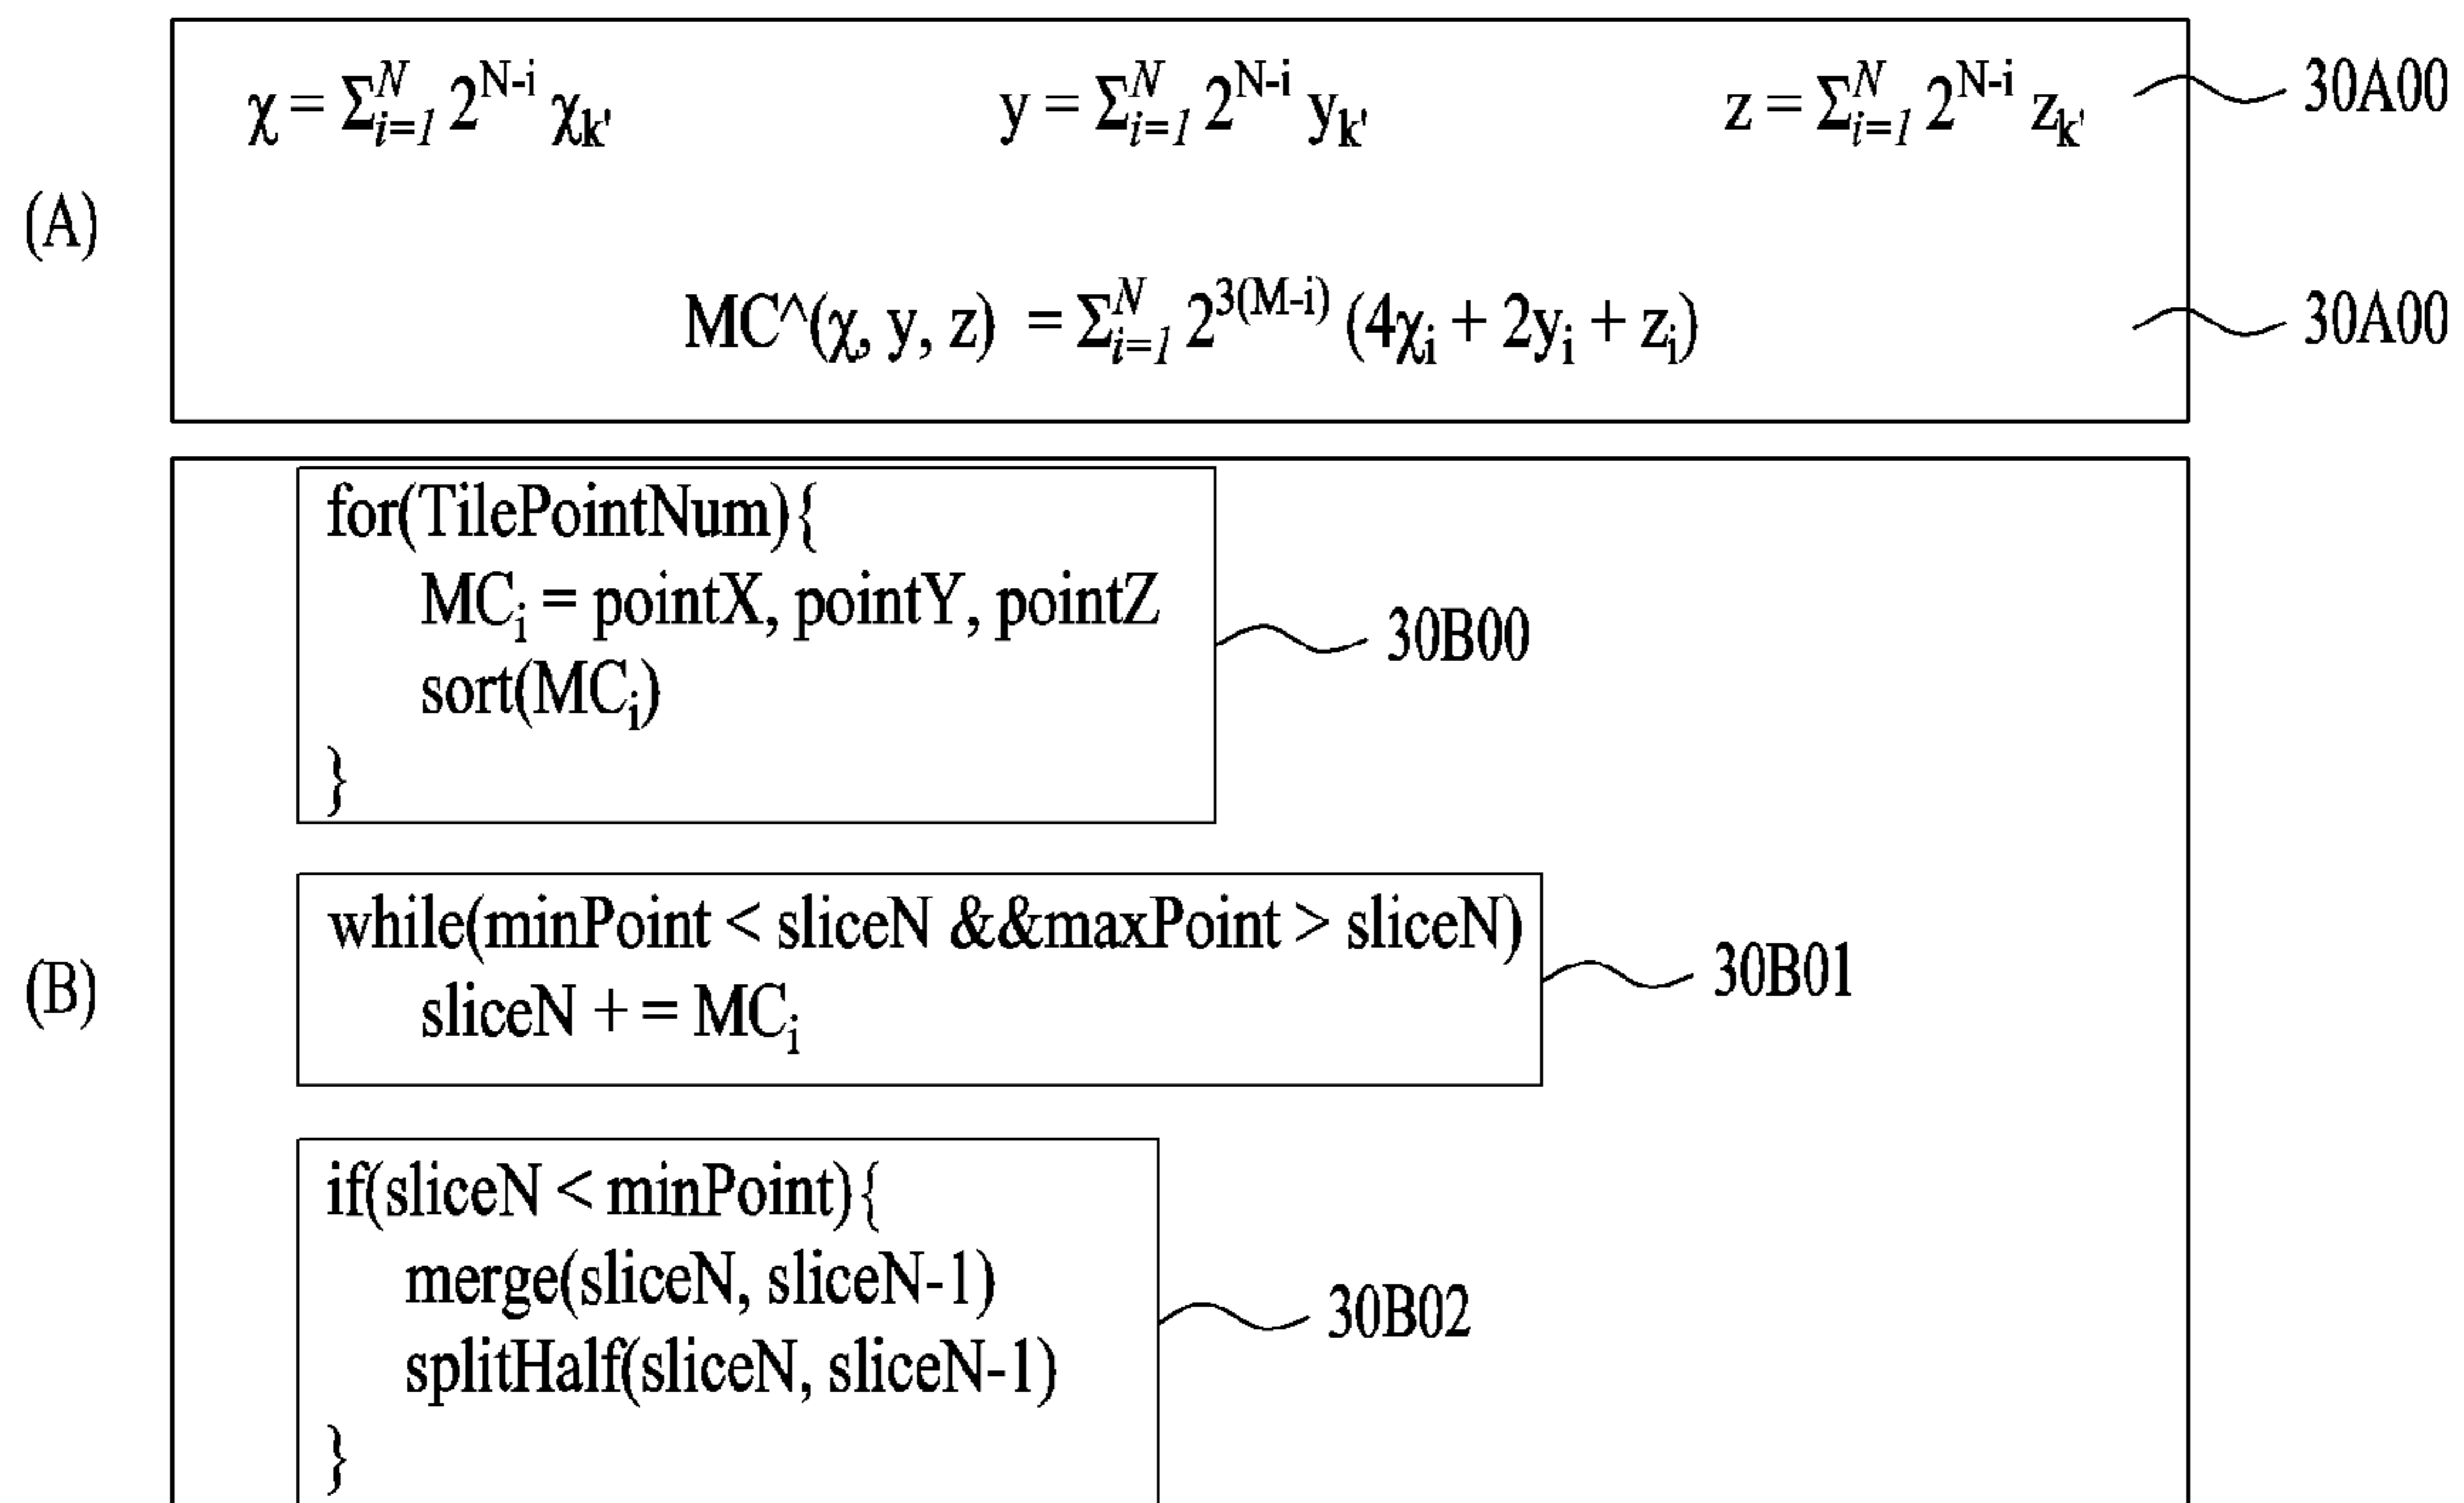 χ = Σ_{i=1}^{N} 2^{N-i} χ_{k'} y = Σ_{i=1}^{N} 2^{N-i} y_{k'} z = Σ_{i=1}^{N} 2^{N-i} z_{k'} 30A00
(A)
MC^(χ, y, z) = Σ_{i=1}^{N} 2^{3(M-i)} (4χ_i + 2y_i + z_i) 30A00
for(TilePointNum){
MC_i = pointX, pointY, pointZ
30B00
sort(MC_i)
}
while(minPoint < sliceN &&maxPoint > sliceN)
30B01
(B)
sliceN + = MC_i
if(sliceN < minPoint){
merge(sliceN, sliceN-1)
30B02
splitHalf(sliceN, sliceN-1)
}